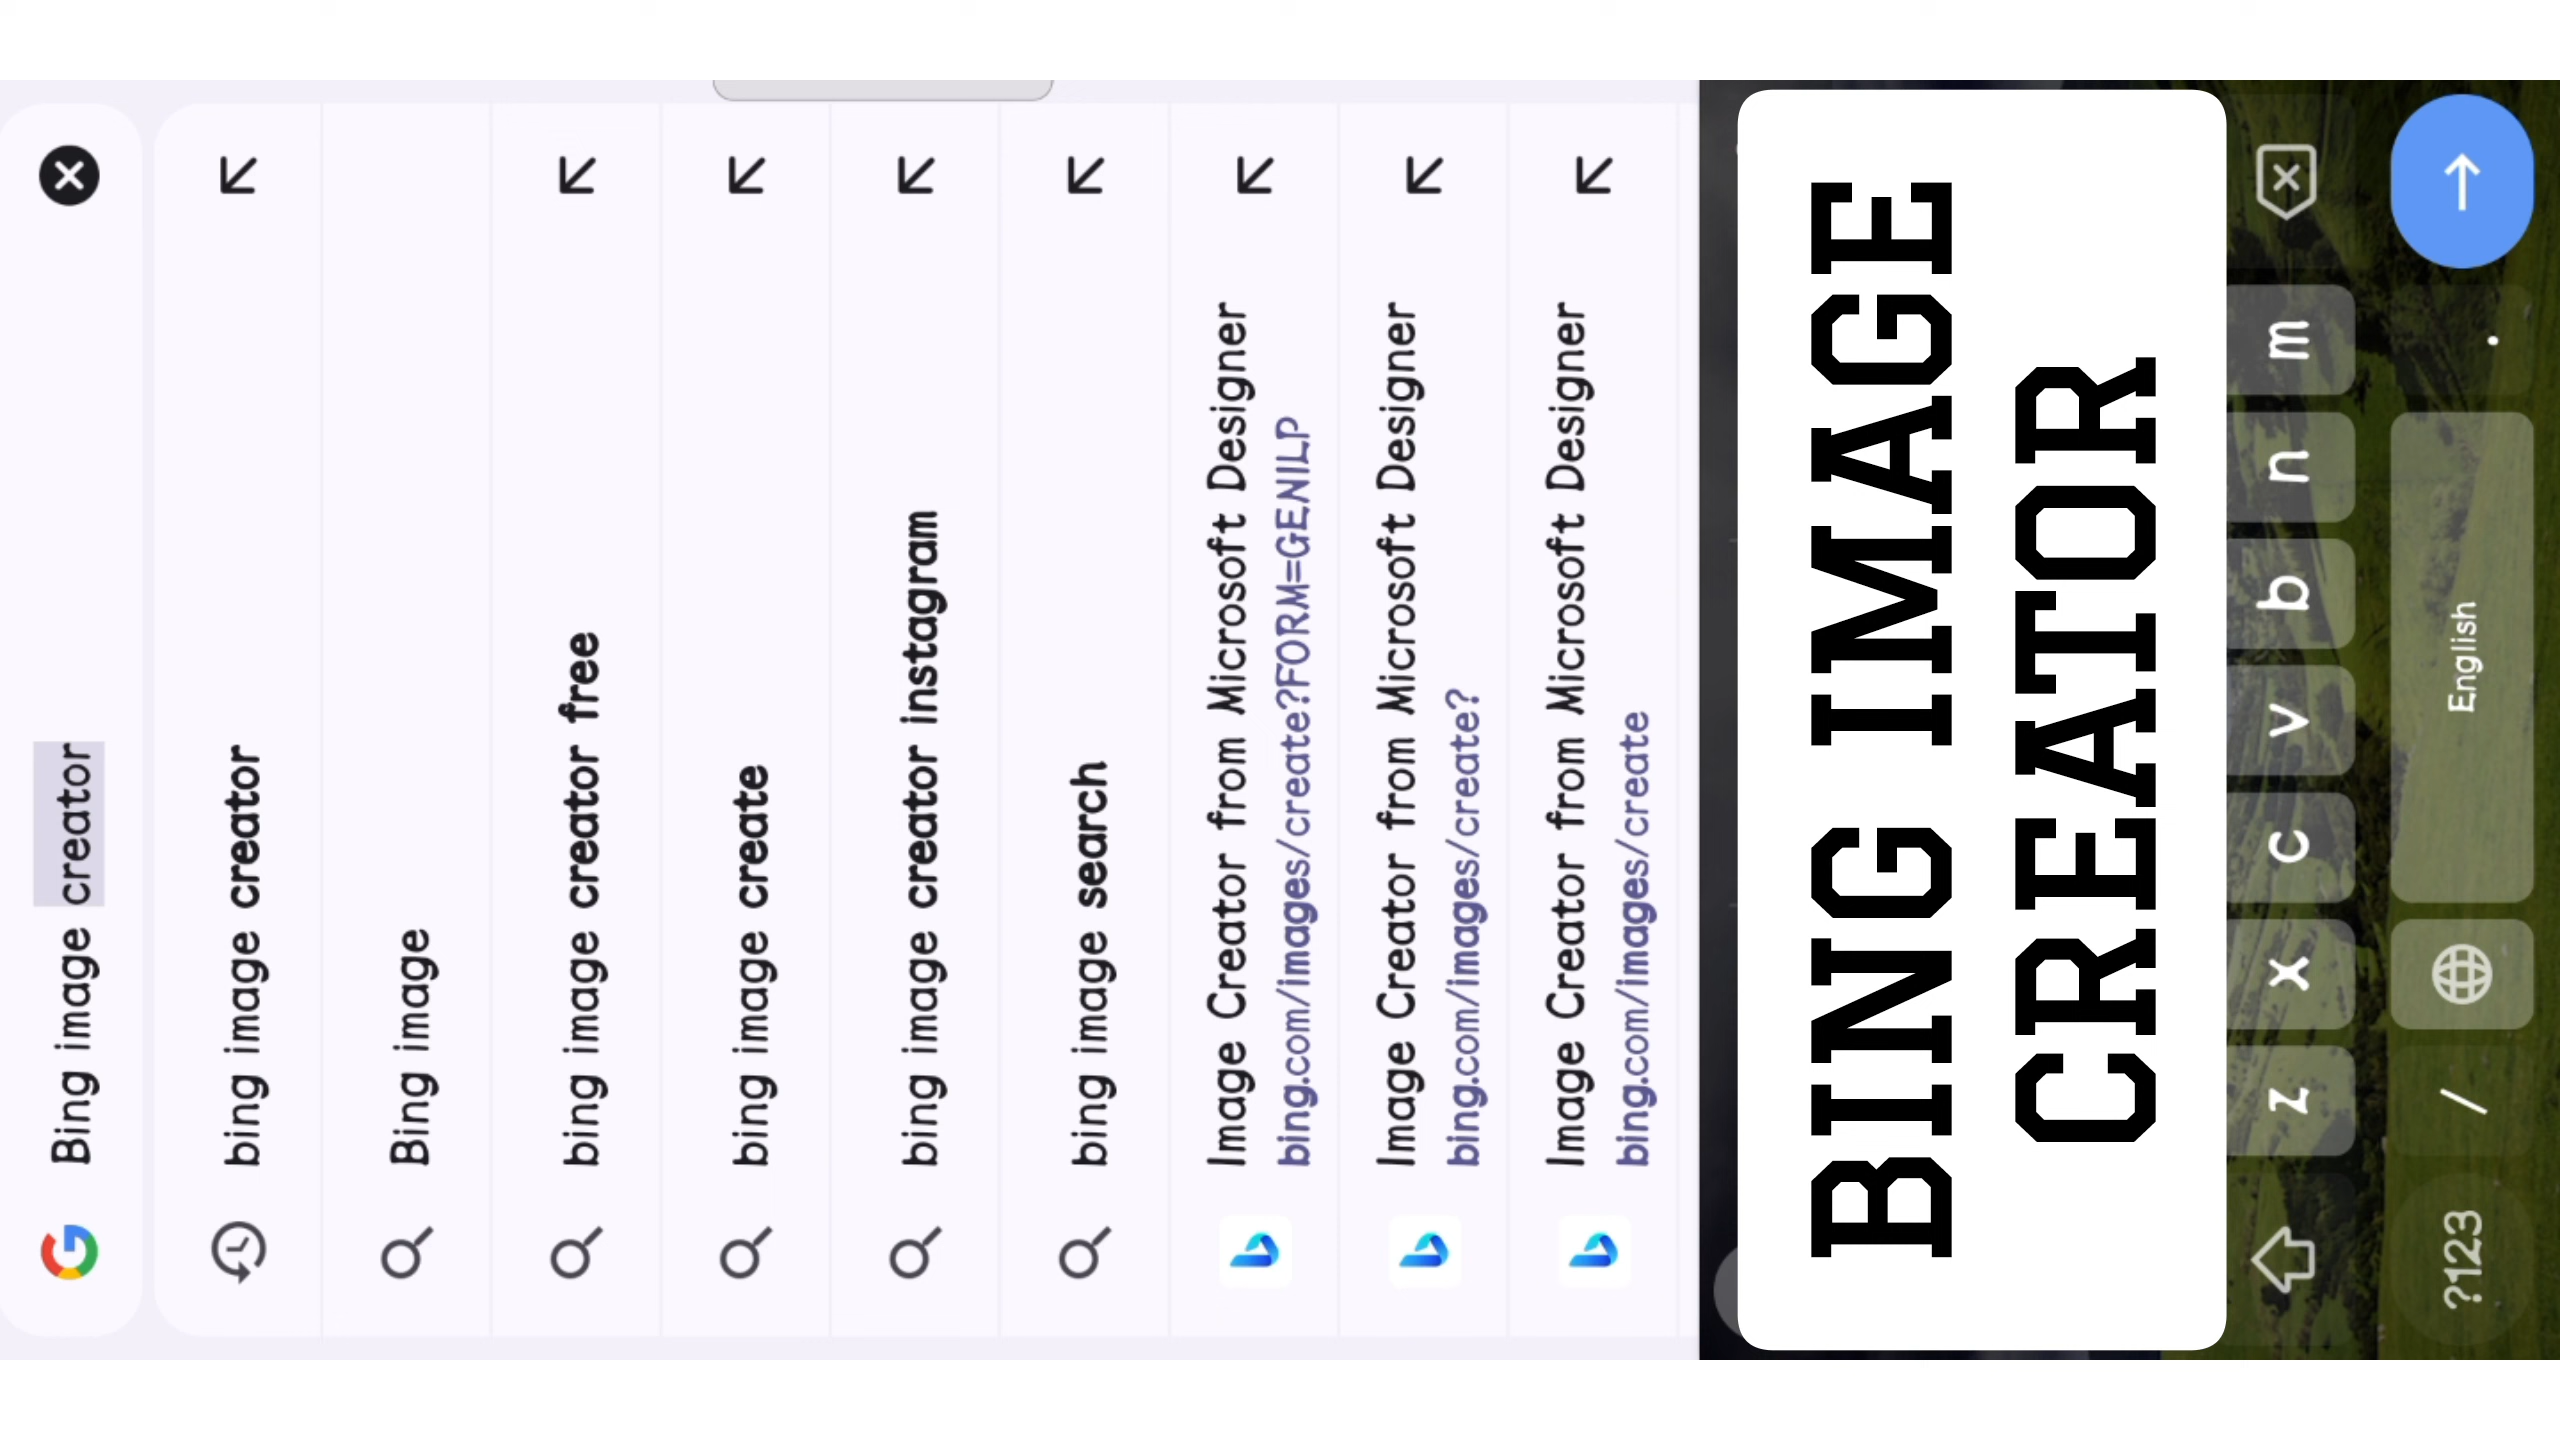 Bing image creator
bing image creator
Bing image
bing image creator free
bing image create
bing image creator instagram
bing image search
Image Creator from Microsoft Designer
bing.com/images/create?FORM=GENILP
Image Creator from Microsoft Designer
bing.com/images/create?
Image Creator from Microsoft Designer
bing.com/images/create
BING IMAGE
CREATOR
z x c v b n m
?123 / English .